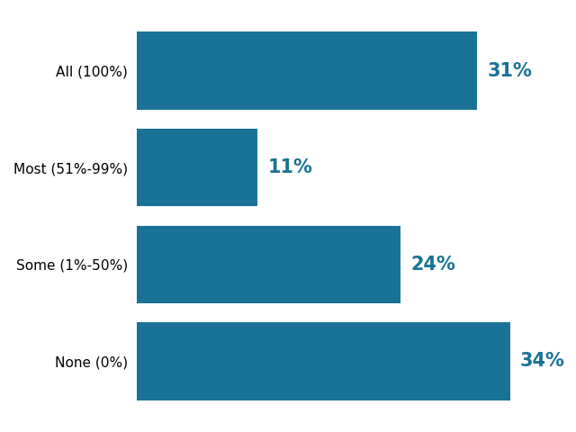 All (100%) 31%
Most (51%-99%) 11%
Some (1%-50%) 24%
None (0%) 34%